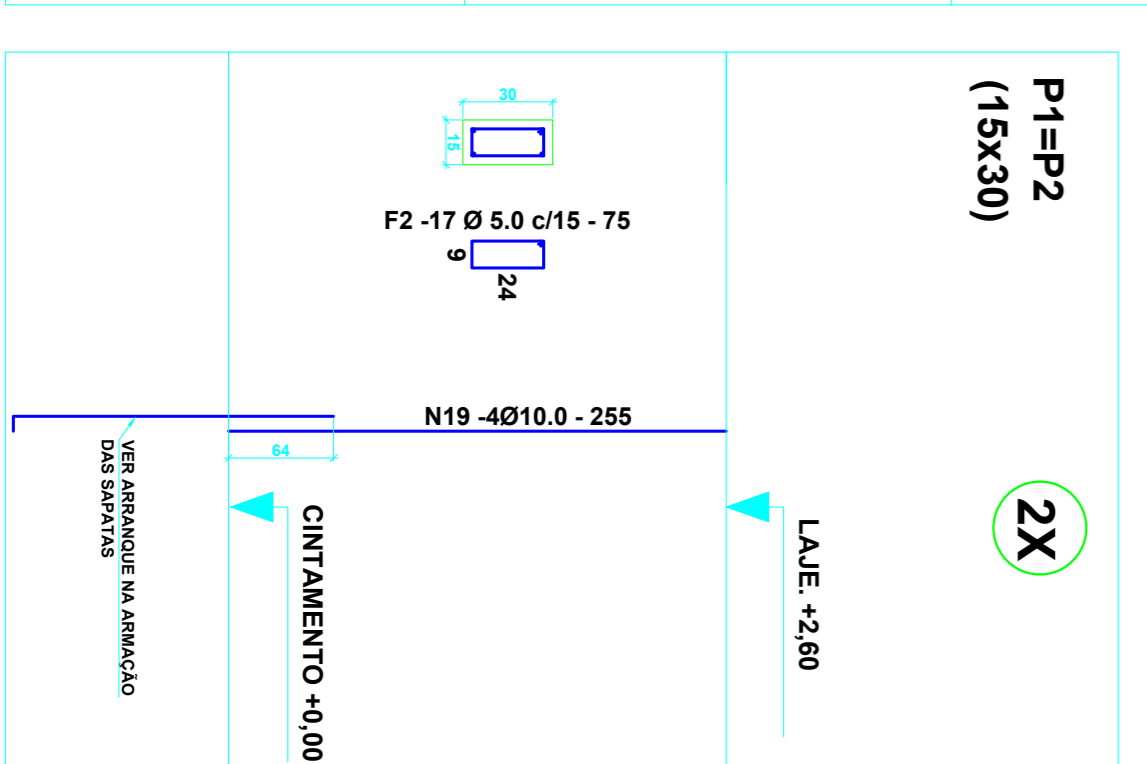 P1=P2
(15x30)
2X
30
15
F2 -17 Ø 5.0 c/15 - 75
9
24
N19 -4Ø10.0 - 255
64
LAJE. +2,60
CINTAMENTO +0,00
VER ARRANQUE NA ARMAÇÃO
DAS SAPATAS